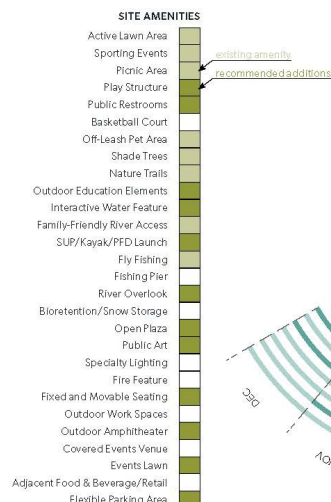 SITE AMENITIES
Active Lawn Area
Sporting Events
existing amenity
Picnic Area
recommended additions
Play Structure
Public Restrooms
Basketball Court
Off-Leash Pet Area
Shade Trees
Nature Trails
Outdoor Education Elements
Interactive Water Feature
Family-Friendly River Access
SUP/Kayak/PFD Launch
Fly Fishing
Fishing Pier
River Overlook
Bioretention/Snow Storage
Open Plaza
Public Art
Specialty Lighting
Fire Feature
Fixed and Movable Seating
DEC
Outdoor Work Spaces
Outdoor Amphitheater
Covered Events Venue
Events Lawn
Adjacent Food & Beverage/Retail
Flexible Parking Area